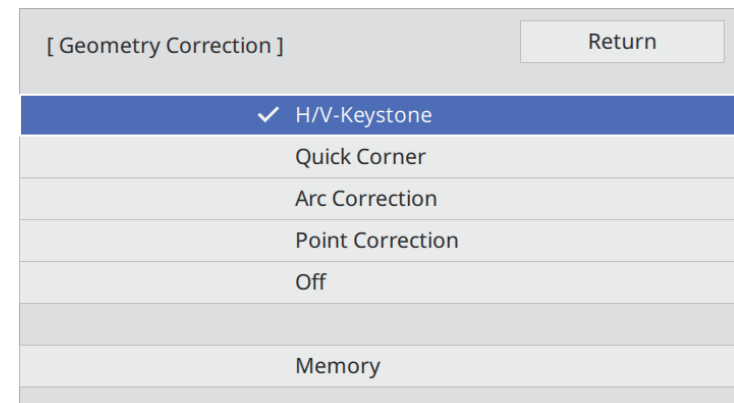 [ Geometry Correction ]
Return
H/V-Keystone
Quick Corner
Arc Correction
Point Correction
Off
Memory